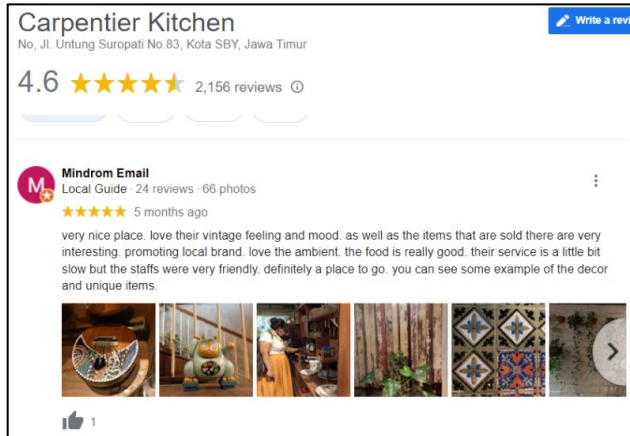 Carpentier Kitchen
Write a revi
No, Jl. Untung Suropati No.83, Kota SBY, Jawa Timur
4.6 2,156 reviews
Mindrom Email
M
Local Guide · 24 reviews · 66 photos
5 months ago
very nice place. love their vintage feeling and mood. as well as the items that are sold there are very
interesting. promoting local brand. love the ambient. the food is really good. their service is a little bit
slow but the staffs were very friendly. definitely a place to go. you can see some example of the decor
and unique items.
1